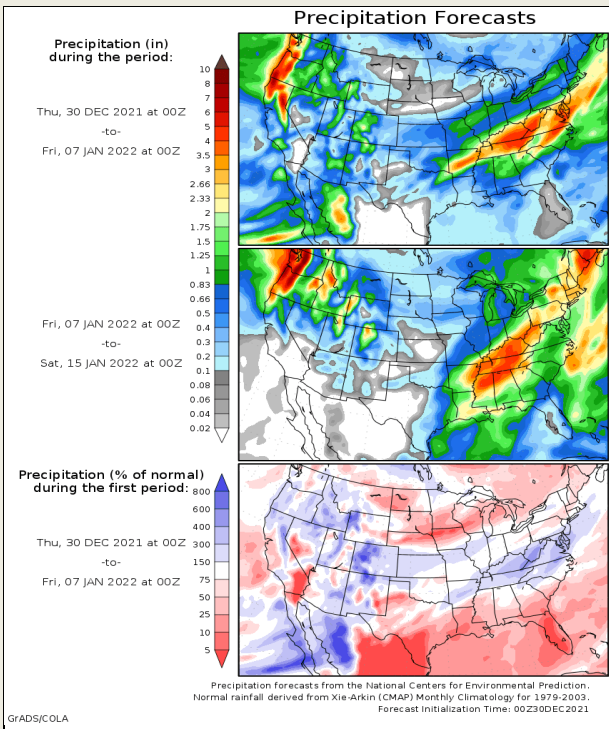 Precipitation Forecasts
Precipitation (in)
during the period:
Thu, 30 DEC 2021 at 00Z
-to-
Fri, 07 JAN 2022 at 00Z
Fri, 07 JAN 2022 at 00Z
-to-
Sat, 15 JAN 2022 at 00Z
10
8
7
6
5
4
3.5
3
2.66
2.33
2
1.75
1.5
1.25
1
0.83
0.66
0.5
0.4
0.3
0.2
0.1
0.08
0.06
0.04
0.02
Precipitation (% of normal)
during the first period:
Thu, 30 DEC 2021 at 00Z
-to-
Fri, 07 JAN 2022 at 00Z
800
600
400
300
150
75
50
25
10
5
Precipitation forecasts from the National Centers for Environmental Prediction.
Normal rainfall derived from Xie-Arkin (CMAP) Monthly Climatology for 1979-2003.
Forecast Initialization Time: 00Z30DEC2021
GrADS/COLA